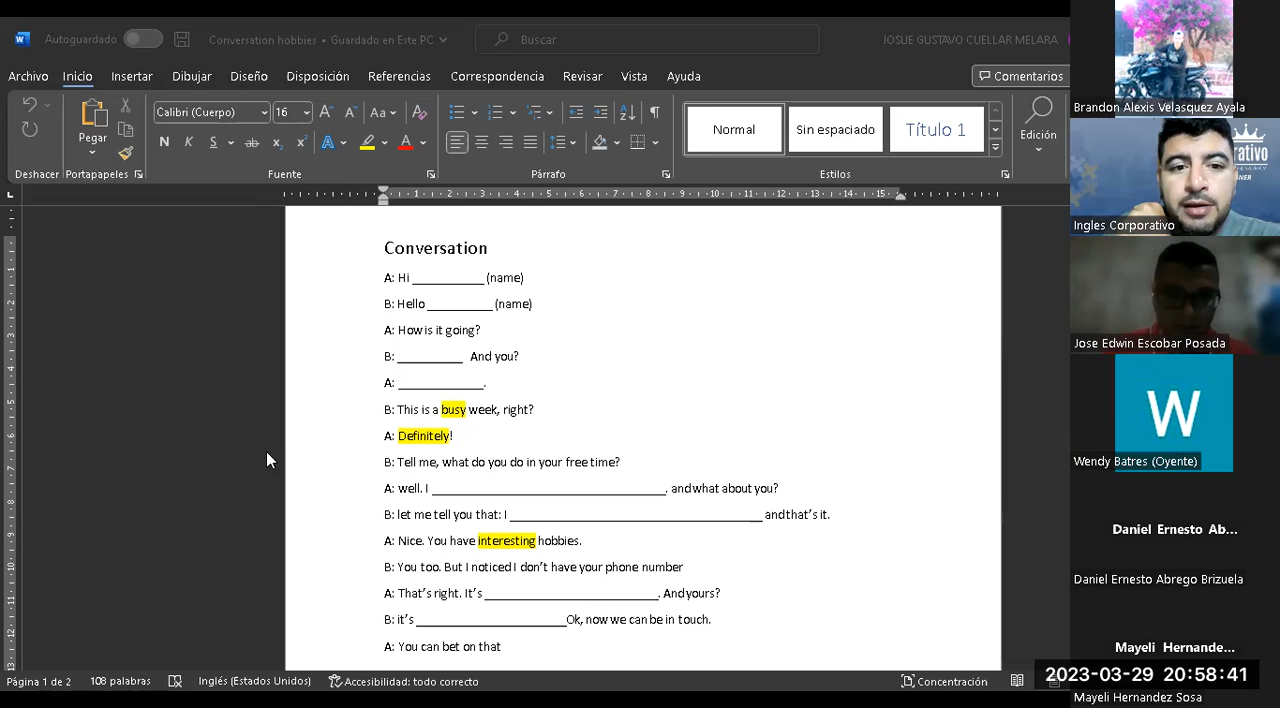 Autoguardado
Conversation hobbies • Guardado en Este PC
Buscar
JOSUE GUSTAVO CUELLAR MELARA
Archivo Inicio Insertar Dibujar Diseño Disposición Referencias Correspondencia Revisar Vista Ayuda
Comentarios
Calibri (Cuerpo) 16
Pegar
Normal
Sin espaciado
Título 1
Edición
Deshacer Portapapeles Fuente Párrafo Estilos
Conversation
A: Hi ___________ (name)
B: Hello __________ (name)
A: How is it going?
B: __________ And you?
A: _____________.
B: This is a busy week, right?
A: Definitely!
B: Tell me, what do you do in your free time?
A: well. I ____________________________________. and what about you?
B: let me tell you that: I ______________________________________ and that's it.
A: Nice. You have interesting hobbies.
B: You too. But I noticed I don't have your phone number
A: That's right. It's ___________________________. And yours?
B: it's _______________________Ok, now we can be in touch.
A: You can bet on that
Página 1 de 2 108 palabras Inglés (Estados Unidos) Accesibilidad: todo correcto Concentración
Brandon Alexis Velasquez Ayala
Ingles Corporativo
Jose Edwin Escobar Posada
W
Wendy Batres (Oyente)
Daniel Ernesto Ab...
Daniel Ernesto Abrego Brizuela
Mayeli Hernande...
2023-03-29 20:58:41
Mayeli Hernandez Sosa